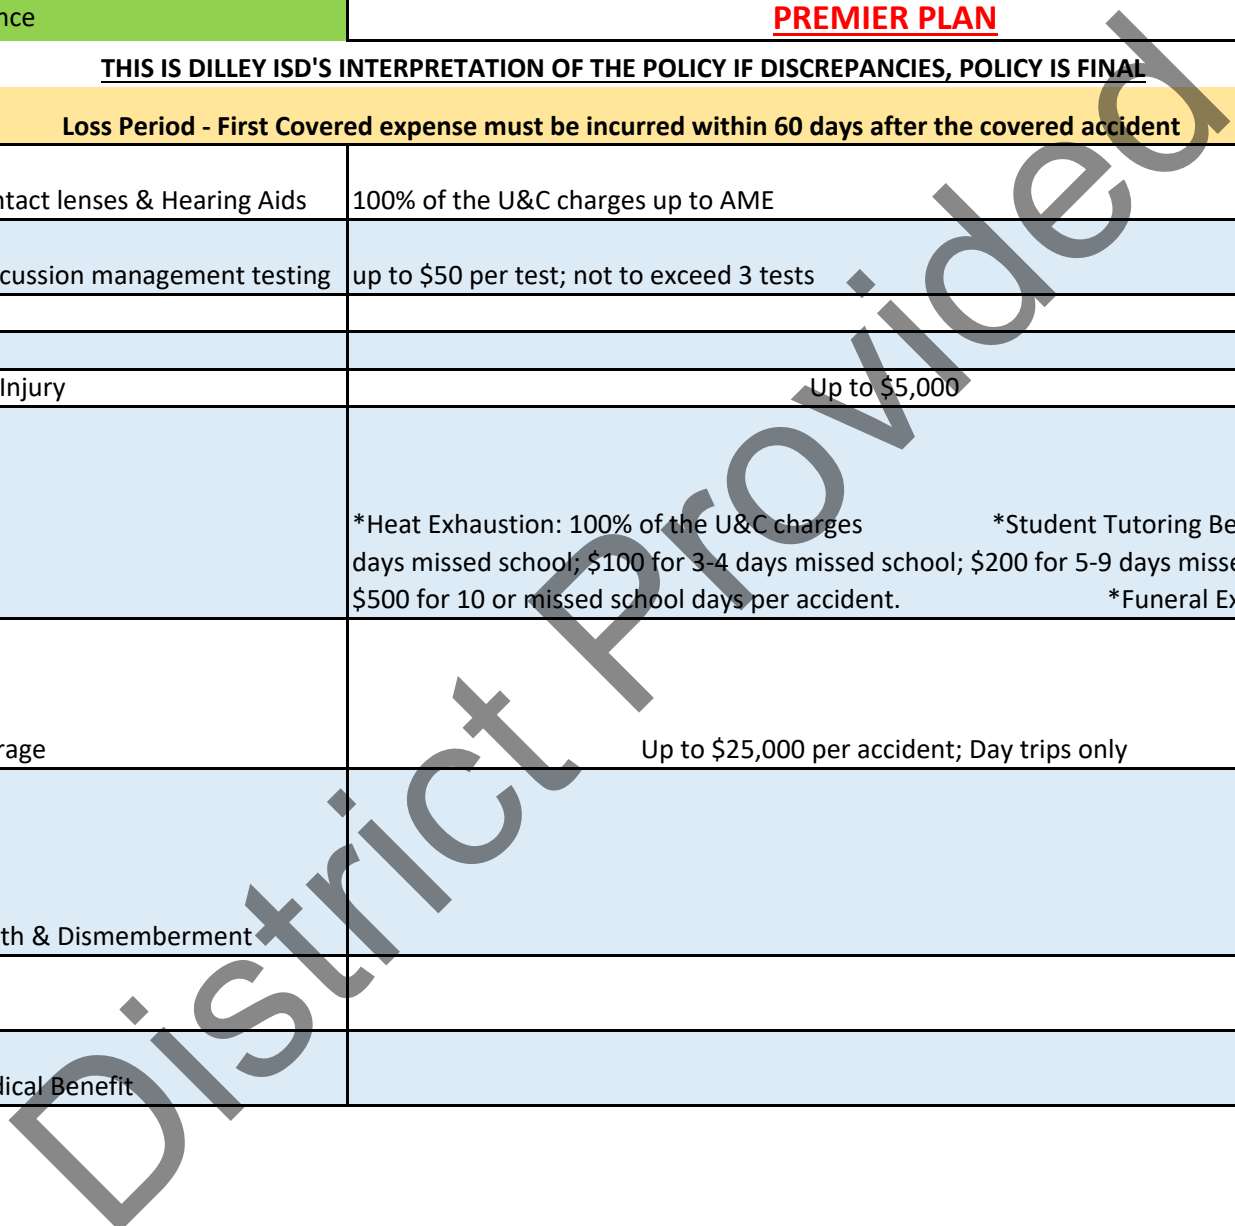 nce
PREMIER PLAN
THIS IS DILLEY ISD'S INTERPRETATION OF THE POLICY IF DISCREPANCIES, POLICY IS FINAL
Loss Period - First Covered expense must be incurred within 60 days after the covered accident
ntact lenses & Hearing Aids
100% of the U&C charges up to AME
cussion management testing
up to $50 per test; not to exceed 3 tests
Injury
Up to $5,000
*Heat Exhaustion: 100% of the U&C charges *Student Tutoring Be
days missed school; $100 for 3-4 days missed school; $200 for 5-9 days misse
$500 for 10 or missed school days per accident. *Funeral Ex
rage
Up to $25,000 per accident; Day trips only
th & Dismemberment
dical Benefit
District Provided